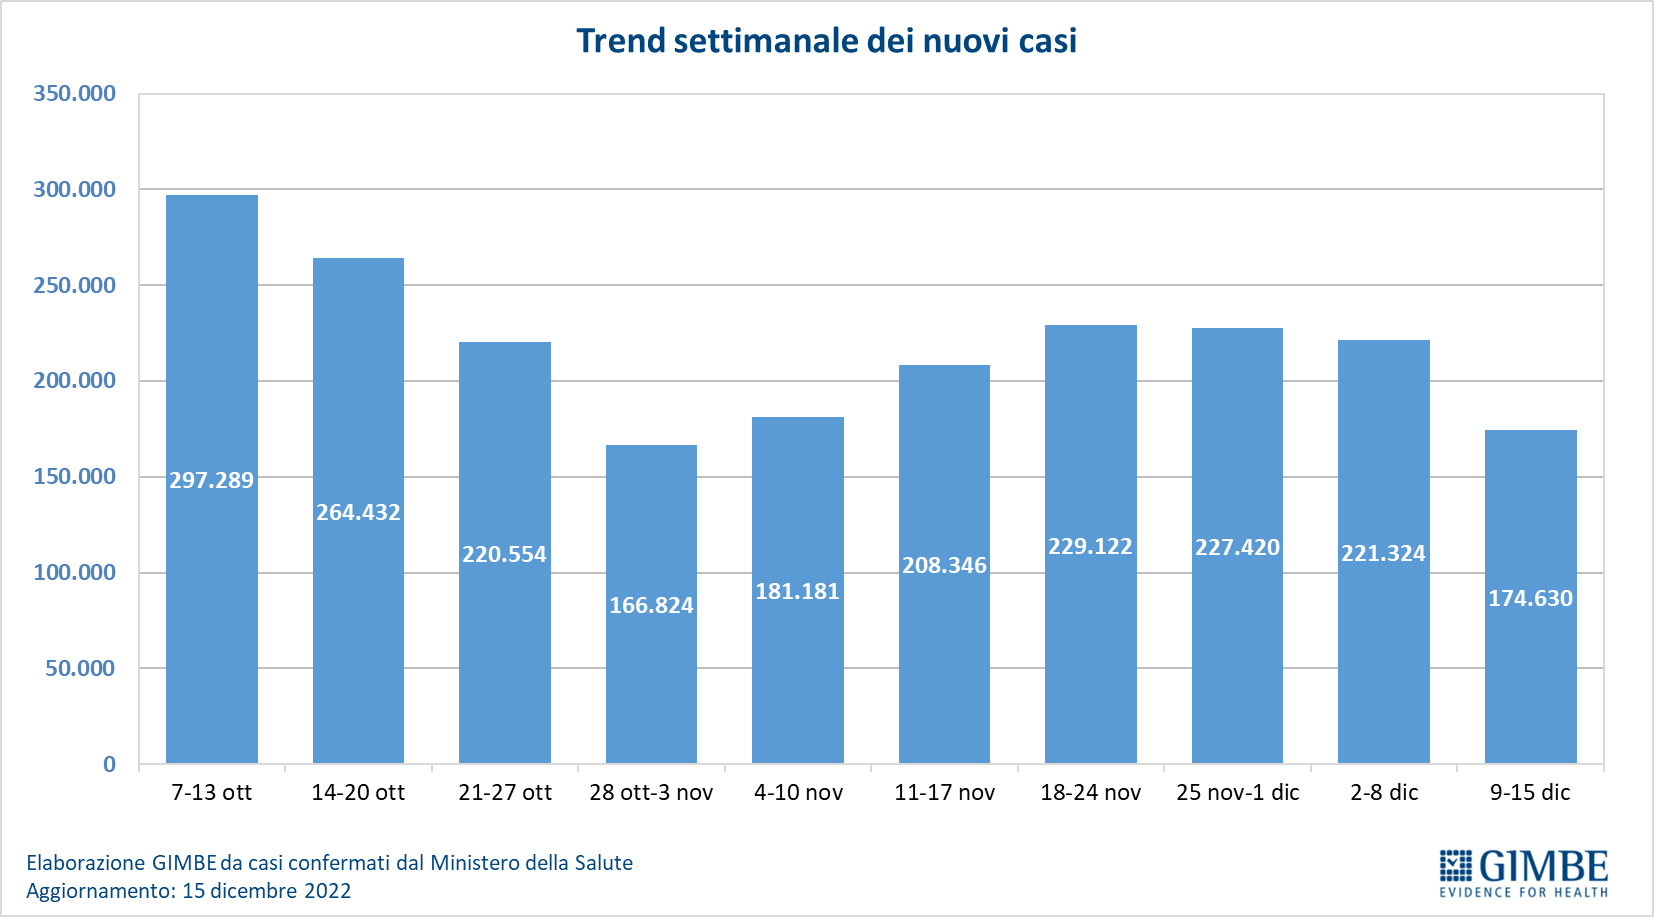 Trend settimanale dei nuovi casi
350.000
300.000
250.000
200.000
150.000
100.000
50.000
0
297.289
264.432
220.554
166.824
181.181
208.346
229.122
227.420
221.324
174.630
7-13 ott
14-20 ott
21-27 ott
28 ott-3 nov
4-10 nov
11-17 nov
18-24 nov
25 nov-1 dic
2-8 dic
9-15 dic
Elaborazione GIMBE da casi confermati dal Ministero della Salute
Aggiornamento: 15 dicembre 2022
GIMBE
EVIDENCE FOR HEALTH